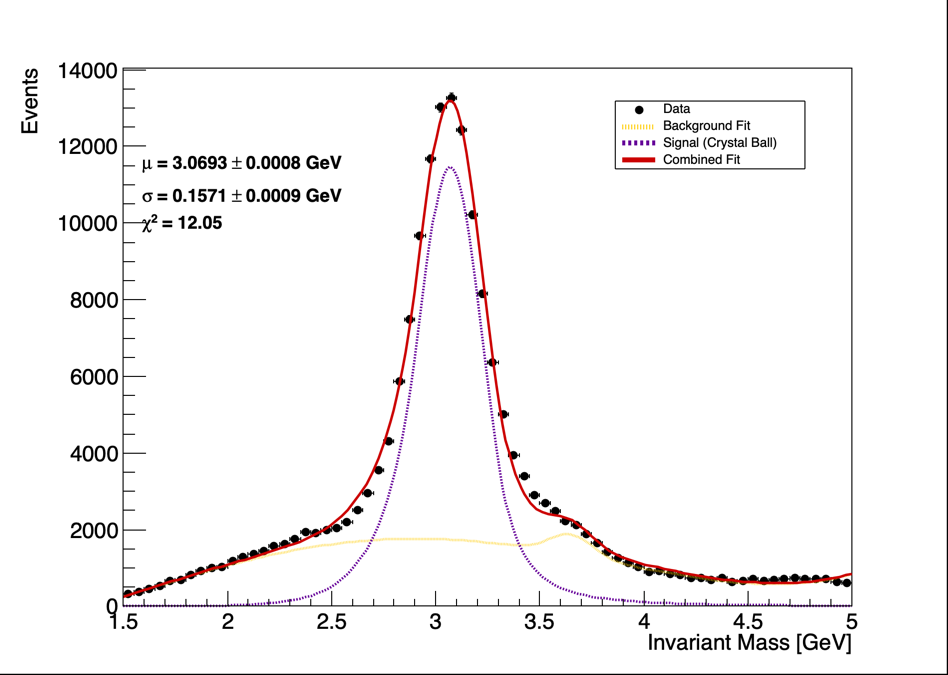 Events
14000
12000
10000
8000
6000
4000
2000
0
μ = 3.0693 ± 0.0008 GeV
σ = 0.1571 ± 0.0009 GeV
χ² = 12.05
Data
Background Fit
Signal (Crystal Ball)
Combined Fit
1.5 2 2.5 3 3.5 4 4.5 5
Invariant Mass [GeV]